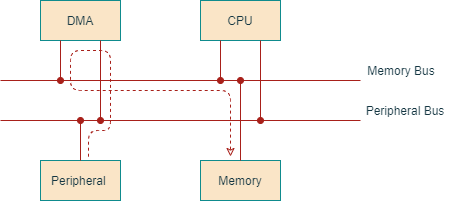 DMA
CPU
Memory Bus
Peripheral Bus
Peripheral
Memory